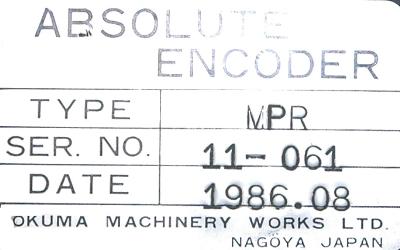 ABSOLUTE
ENCODER
TYPE MPR
SER. NO. 11-061
DATE 1986.08
OKUMA MACHINERY WORKS LTD.
NAGOYA JAPAN